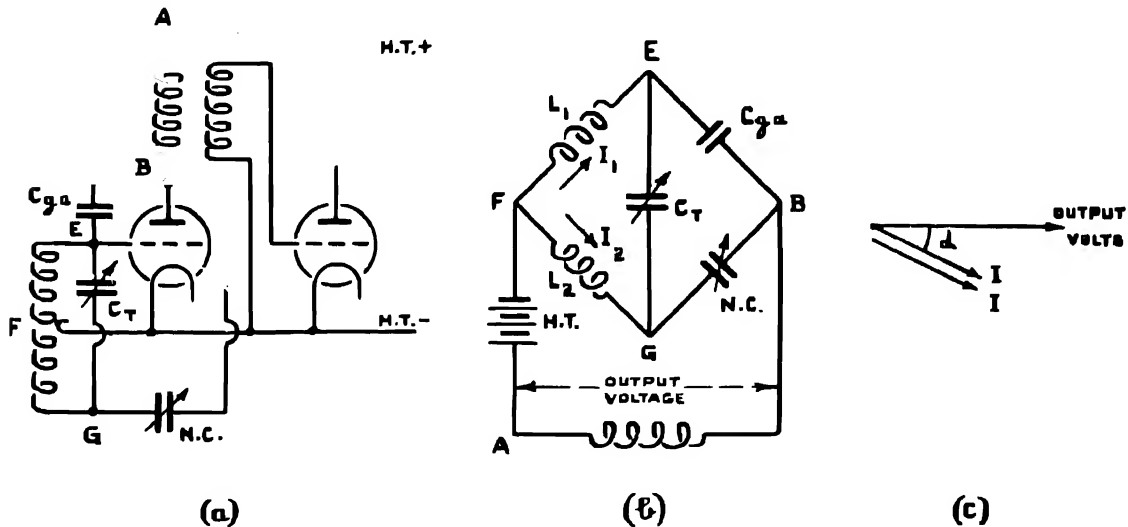 A
H.T.+
B
Cga
E
CT
F
H.T.-
G
N.C.
(a)
E
L1
Cga
I1
F
CT
B
I2
L2
N.C.
H.T.
G
OUTPUT
VOLTAGE
A
(b)
OUTPUT
VOLTS
d
I
I
(c)